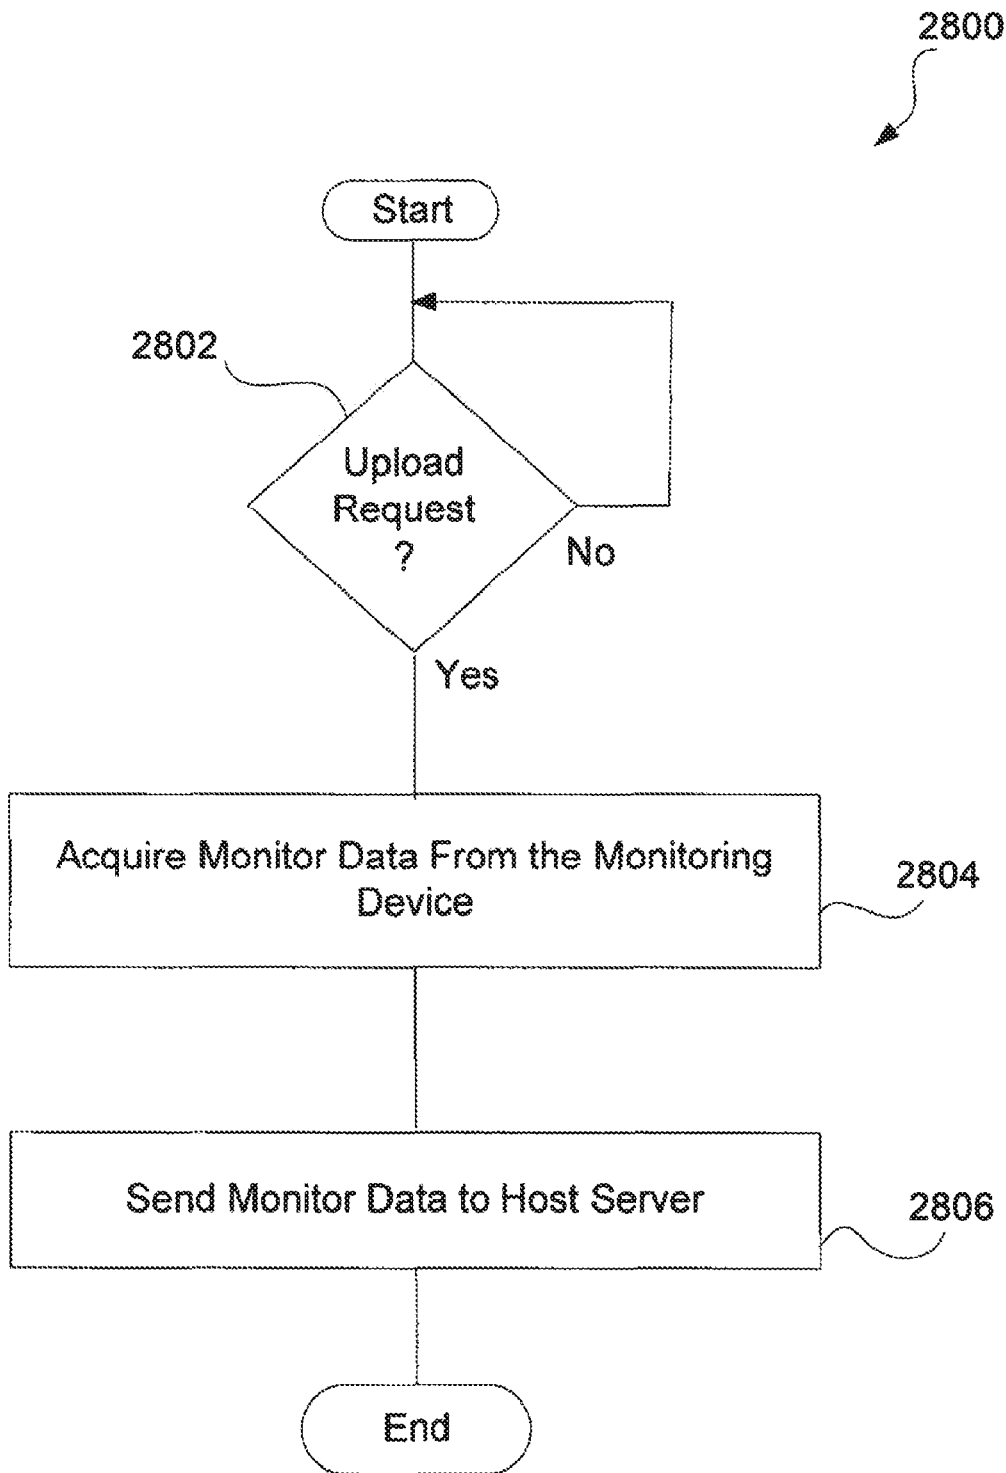 2800
Start
2802
Upload
Request
?
No
Yes
Acquire Monitor Data From the Monitoring
Device
2804
Send Monitor Data to Host Server
2806
End